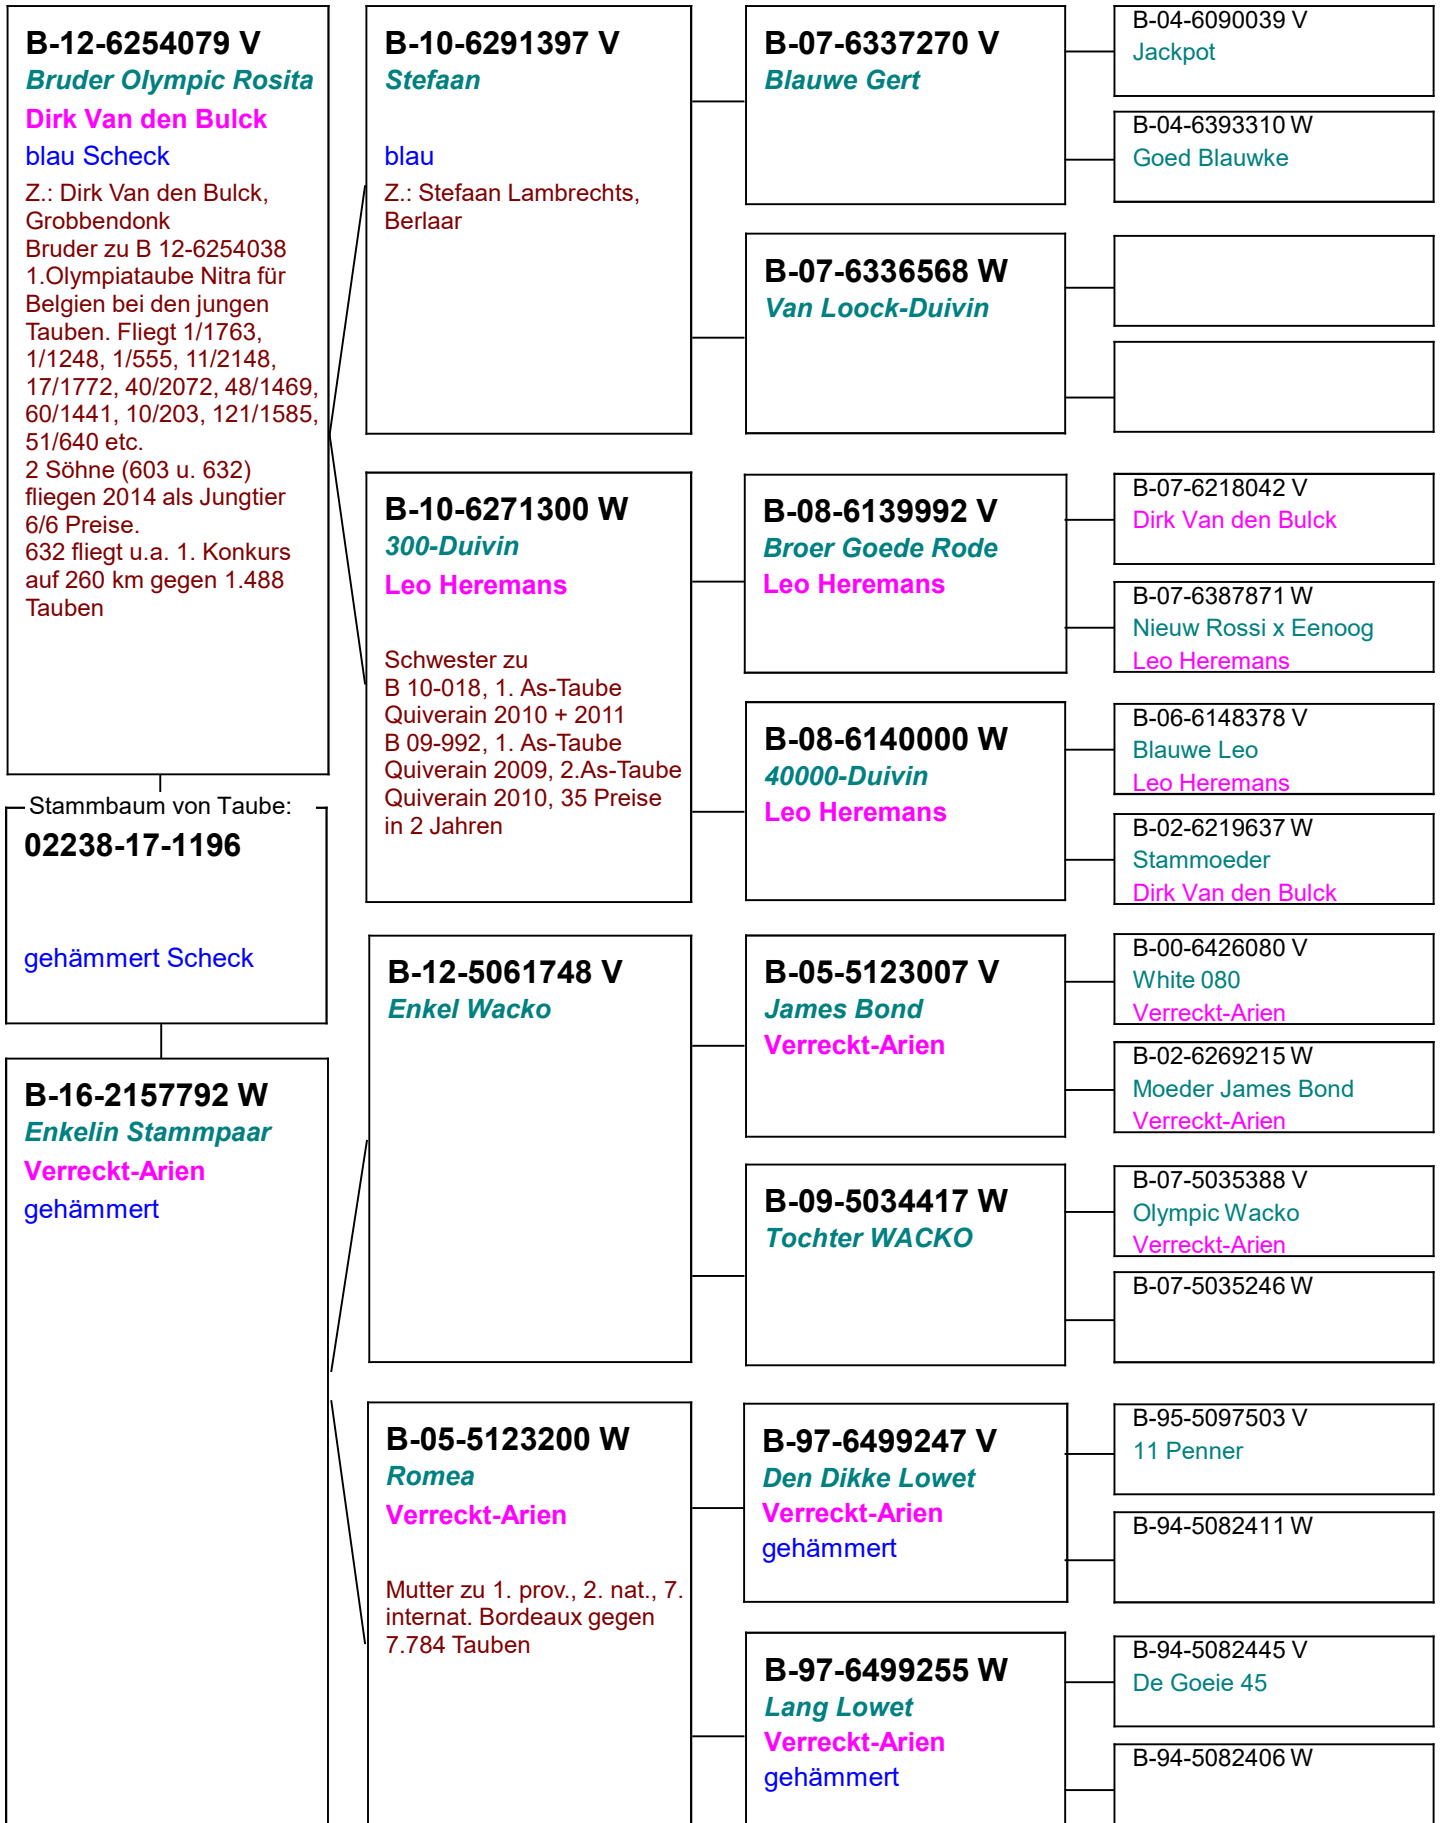 B-12-6254079 V
Bruder Olympic Rosita
Dirk Van den Bulck
blau Scheck
Z.: Dirk Van den Bulck,
Grobbendonk
Bruder zu B 12-6254038
1.Olympiataube Nitra für
Belgien bei den jungen
Tauben. Fliegt 1/1763,
1/1248, 1/555, 11/2148,
17/1772, 40/2072, 48/1469,
60/1441, 10/203, 121/1585,
51/640 etc.
2 Söhne (603 u. 632)
fliegen 2014 als Jungtier
6/6 Preise.
632 fliegt u.a. 1. Konkurs
auf 260 km gegen 1.488
Tauben
Stammbaum von Taube:
02238-17-1196
gehämmert Scheck
B-16-2157792 W
Enkelin Stammpaar
Verreckt-Arien
gehämmert
B-10-6291397 V
Stefaan
blau
Z.: Stefaan Lambrechts,
Berlaar
B-10-6271300 W
300-Duivin
Leo Heremans
Schwester zu
B 10-018, 1. As-Taube
Quiverain 2010 + 2011
B 09-992, 1. As-Taube
Quiverain 2009, 2.As-Taube
Quiverain 2010, 35 Preise
in 2 Jahren
B-12-5061748 V
Enkel Wacko
B-05-5123200 W
Romea
Verreckt-Arien
Mutter zu 1. prov., 2. nat., 7.
internat. Bordeaux gegen
7.784 Tauben
B-07-6337270 V
Blauwe Gert
B-07-6336568 W
Van Loock-Duivin
B-08-6139992 V
Broer Goede Rode
Leo Heremans
B-08-6140000 W
40000-Duivin
Leo Heremans
B-05-5123007 V
James Bond
Verreckt-Arien
B-09-5034417 W
Tochter WACKO
B-97-6499247 V
Den Dikke Lowet
Verreckt-Arien
gehämmert
B-97-6499255 W
Lang Lowet
Verreckt-Arien
gehämmert
B-04-6090039 V
Jackpot
B-04-6393310 W
Goed Blauwke
B-07-6218042 V
Dirk Van den Bulck
B-07-6387871 W
Nieuw Rossi x Eenoog
Leo Heremans
B-06-6148378 V
Blauwe Leo
Leo Heremans
B-02-6219637 W
Stammoeder
Dirk Van den Bulck
B-00-6426080 V
White 080
Verreckt-Arien
B-02-6269215 W
Moeder James Bond
Verreckt-Arien
B-07-5035388 V
Olympic Wacko
Verreckt-Arien
B-07-5035246 W
B-95-5097503 V
11 Penner
B-94-5082411 W
B-94-5082445 V
De Goeie 45
B-94-5082406 W